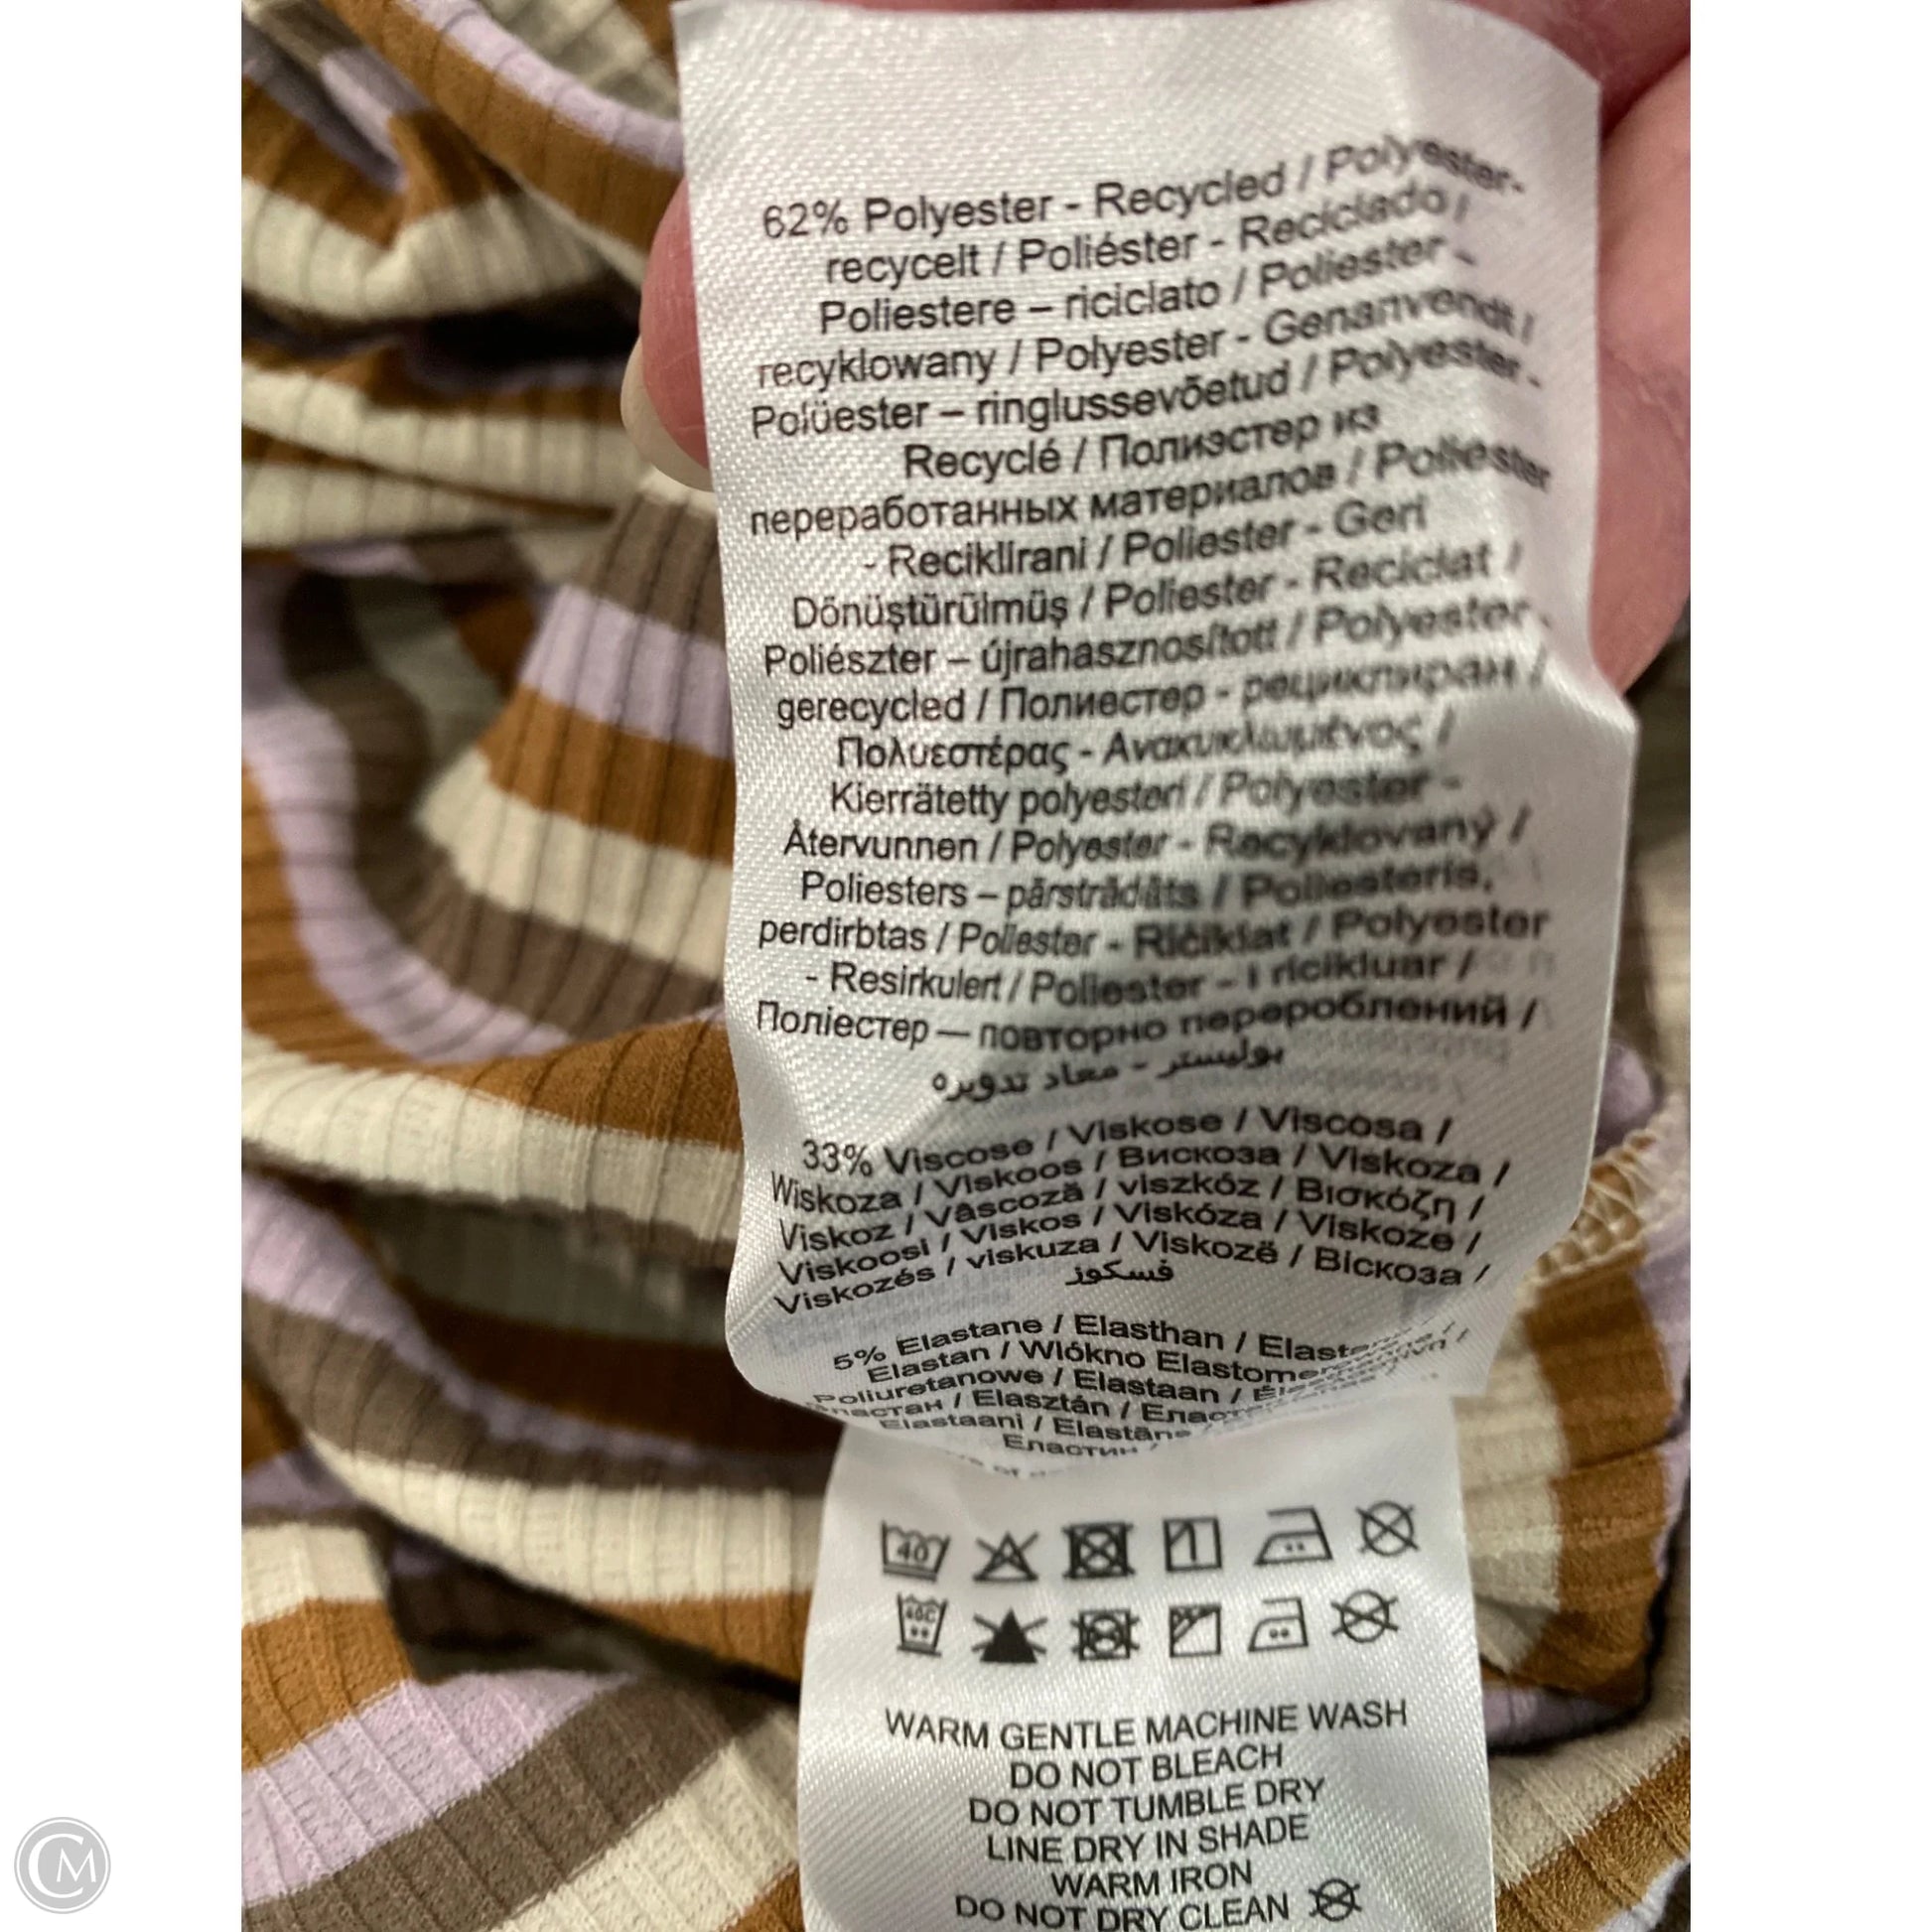 62% Polyester - Recycled / Polyester-
recycelt / Poliéster - Reciclado /
Poliestere – riciclato / Poliester -
recyklowany / Polyester - Genanvendt /
Polüester – ringlussevõetud / Polyester -
Recyclé / Полиэстер из
переработанных материалов / Poliester
- Reciklirani / Poliester - Geri
Dönüştürülmüş / Poliester - Reciclat /
Poliészter – újrahasznosított / Polyester -
gerecycled / Полиестер - рециклиран /
Πολυεστέρας - Ανακυκλωμένος /
Kierrätetty polyesteri / Polyester -
Återvunnen / Polyester - Recyklovaný /
Poliesters – pārstrādāts / Poliesteris,
perdirbtas / Poliester - Riċiklat / Polyester
- Resirkulert / Poliester - i ricikluar /
Поліестер — повторно перероблений /
بوليستر - معاد تدويره
33% Viscose / Viskose / Viscosa /
Wiskoza / Viskoos / Вискоза / Viskoza /
Viskoz / Vâscoză / viszkóz / Βισκόζη /
Viskoosi / Viskos / Viskóza / Viskoze /
Viskozės / viskuza / Viskozë / Віскоза /
فسكوز
5% Elastane / Elasthan /
Elastan / Włókno
Poliuretanowe / Elastaan /
/ Elasztán /
Elastaani /
Еластин /
40
40C
WARM GENTLE MACHINE WASH
DO NOT BLEACH
DO NOT TUMBLE DRY
LINE DRY IN SHADE
WARM IRON
DO NOT DRY CLEAN
CM